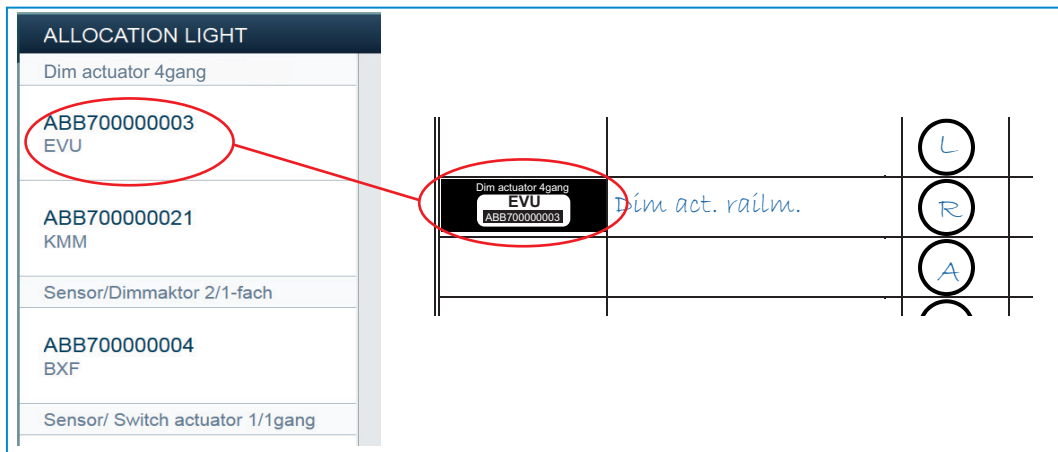 ALLOCATION LIGHT
Dim actuator 4gang
ABB700000003
EVU
ABB700000021
KMM
Sensor/Dimmaktor 2/1-fach
ABB700000004
BXF
Sensor/ Switch actuator 1/1gang
L
Dim actuator 4gang
EVU
ABB700000003
Dim act. railm.
R
A